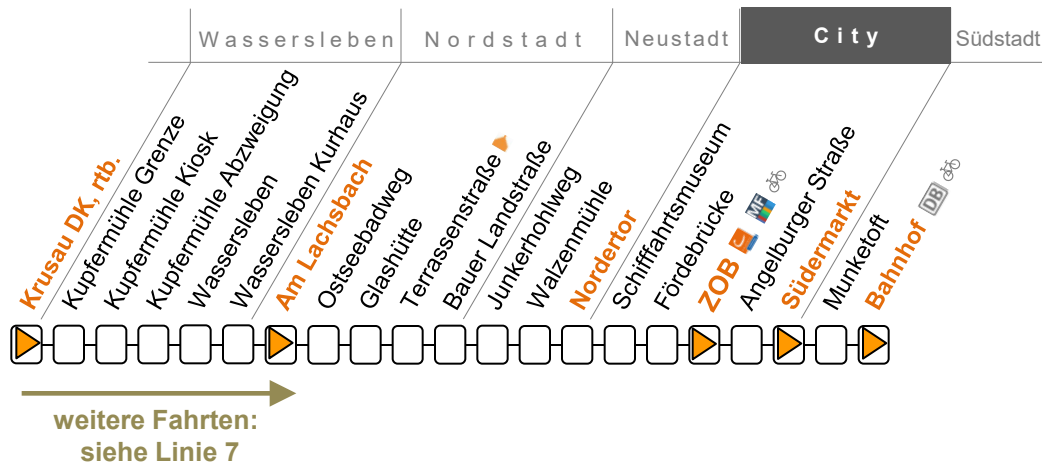 Wassersleben
Nordstadt
Neustadt
City
Südstadt
Krusau DK, rtb.
Kupfermühle Grenze
Kupfermühle Kiosk
Kupfermühle Abzweigung
Wassersleben
Wassersleben Kurhaus
Am Lachsbach
Ostseebadweg
Glashütte
Terrassenstraße
Bauer Landstraße
Junkerhohlweg
Walzenmühle
Nordertor
Schifffahrtsmuseum
Fördebrücke
ZOB
MF
Angelburger Straße
Südermarkt
Munketoft
Bahnhof
DB
weitere Fahrten:
siehe Linie 7